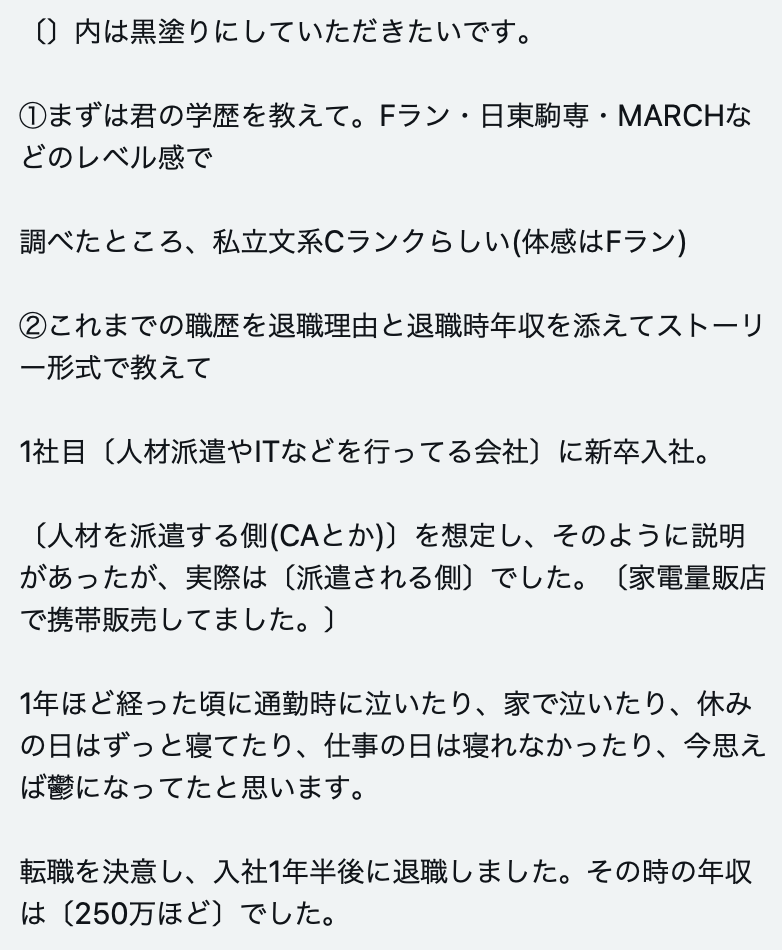 〔〕内は黒塗りにしていただきたいです。
①まずは君の学歴を教えて。Fラン・日東駒専・MARCHな
どのレベル感で
調べたところ、私立文系Cランクらしい(体感はFラン)
②これまでの職歴を退職理由と退職時年収を添えてストーリ
ー形式で教えて
1社目〔人材派遣やITなどを行ってる会社〕に新卒入社。
〔人材を派遣する側(CAとか)〕を想定し、そのように説明
があったが、実際は〔派遣される側〕でした。〔家電量販店
で携帯販売してました。〕
1年ほど経った頃に通勤時に泣いたり、家で泣いたり、休み
の日はずっと寝てたり、仕事の日は寝れなかったり、今思え
ば鬱になってたと思います。
転職を決意し、入社1年半後に退職しました。その時の年収
は〔250万ほど〕でした。